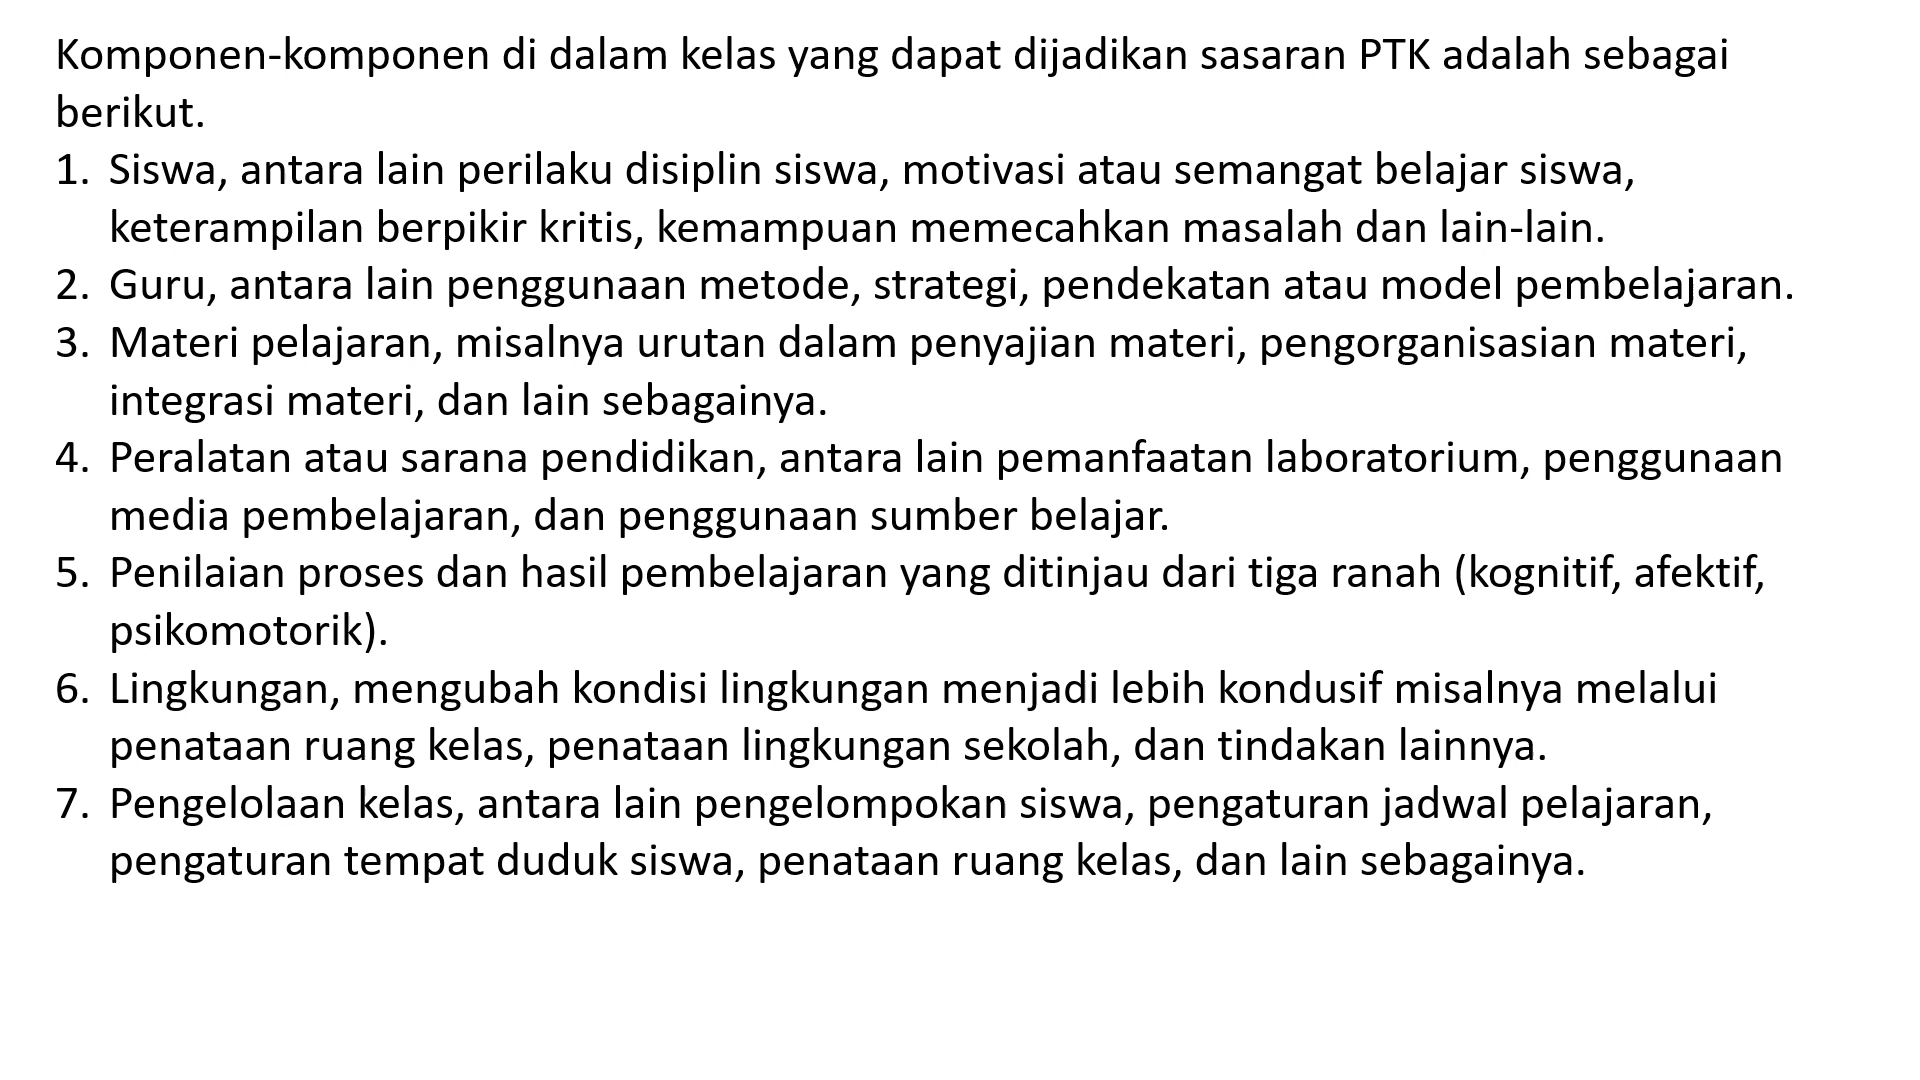 Komponen-komponen di dalam kelas yang dapat dijadikan sasaran PTK adalah sebagai
berikut.
1. Siswa, antara lain perilaku disiplin siswa, motivasi atau semangat belajar siswa,
keterampilan berpikir kritis, kemampuan memecahkan masalah dan lain-lain.
2. Guru, antara lain penggunaan metode, strategi, pendekatan atau model pembelajaran.
3. Materi pelajaran, misalnya urutan dalam penyajian materi, pengorganisasian materi,
integrasi materi, dan lain sebagainya.
4. Peralatan atau sarana pendidikan, antara lain pemanfaatan laboratorium, penggunaan
media pembelajaran, dan penggunaan sumber belajar.
5. Penilaian proses dan hasil pembelajaran yang ditinjau dari tiga ranah (kognitif, afektif,
psikomotorik).
6. Lingkungan, mengubah kondisi lingkungan menjadi lebih kondusif misalnya melalui
penataan ruang kelas, penataan lingkungan sekolah, dan tindakan lainnya.
7. Pengelolaan kelas, antara lain pengelompokan siswa, pengaturan jadwal pelajaran,
pengaturan tempat duduk siswa, penataan ruang kelas, dan lain sebagainya.